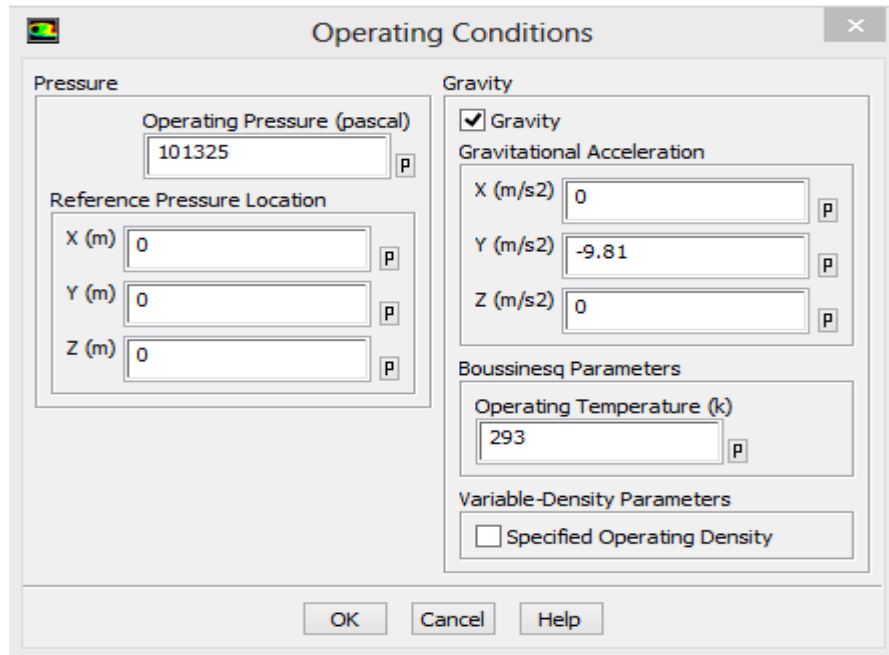 Operating Conditions
Pressure
Operating Pressure (pascal)
101325
P
Reference Pressure Location
X (m) 0 P
Y (m) 0 P
Z (m) 0 P
Gravity
Gravity
Gravitational Acceleration
X (m/s2) 0 P
Y (m/s2) -9.81 P
Z (m/s2) 0 P
Boussinesq Parameters
Operating Temperature (k)
293 P
Variable-Density Parameters
Specified Operating Density
OK Cancel Help